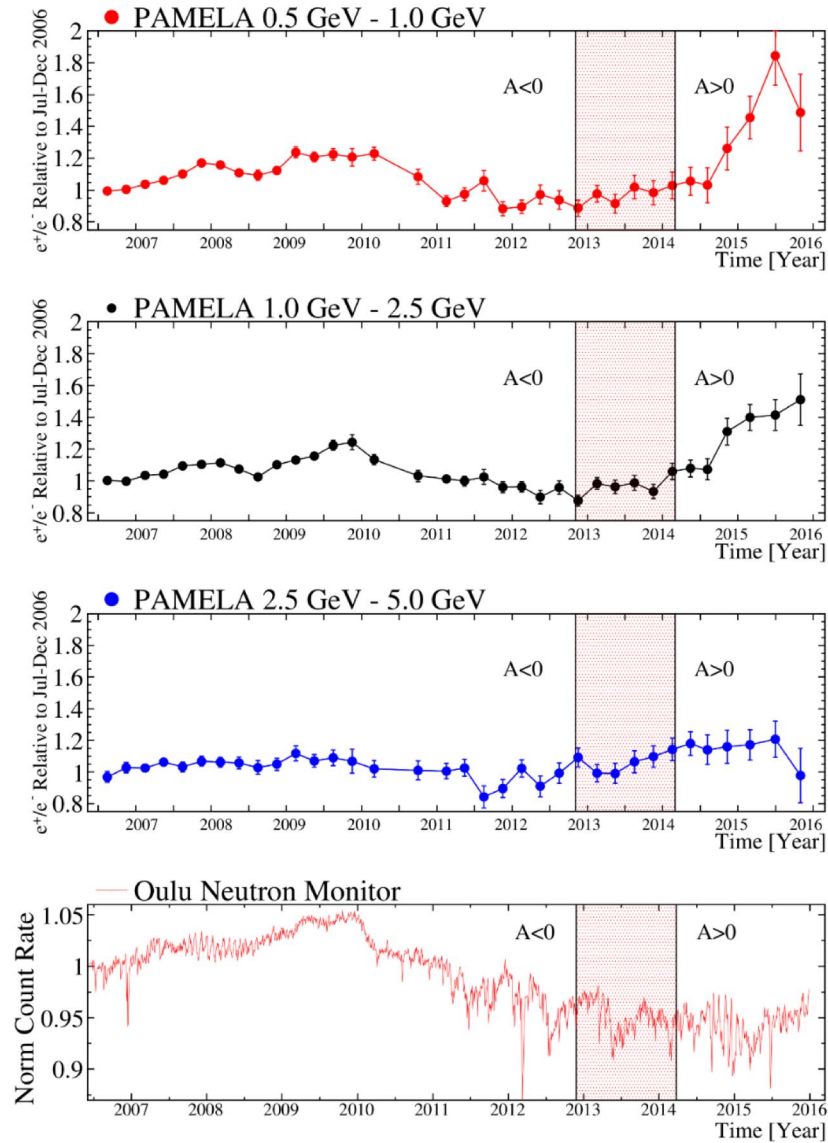 PAMELA 0.5 GeV - 1.0 GeV
e⁺/e⁻ Relative to Jul-Dec 2006
2
1.8
1.6
1.4
1.2
1
0.8
A<0
A>0
2007 2008 2009 2010 2011 2012 2013 2014 2015 2016
Time [Year]
PAMELA 1.0 GeV - 2.5 GeV
e⁺/e⁻ Relative to Jul-Dec 2006
2
1.8
1.6
1.4
1.2
1
0.8
A<0
A>0
2007 2008 2009 2010 2011 2012 2013 2014 2015 2016
Time [Year]
PAMELA 2.5 GeV - 5.0 GeV
e⁺/e⁻ Relative to Jul-Dec 2006
2
1.8
1.6
1.4
1.2
1
0.8
A<0
A>0
2007 2008 2009 2010 2011 2012 2013 2014 2015 2016
Time [Year]
Oulu Neutron Monitor
Norm Count Rate
1.05
1
0.95
0.9
A<0
A>0
2007 2008 2009 2010 2011 2012 2013 2014 2015 2016
Time [Year]